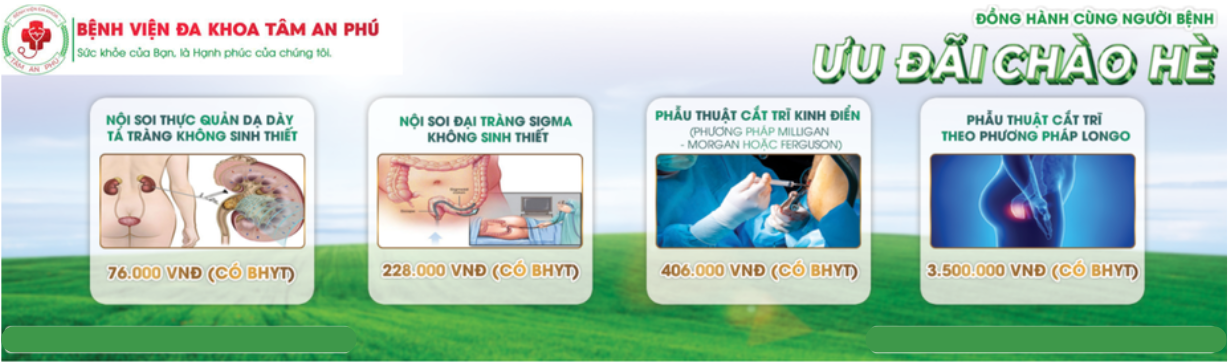 BỆNH VIỆN ĐA KHOA TÂM AN PHÚ
Sức khỏe của Bạn, là Hạnh phúc của chúng tôi.
BỆNH VIỆN ĐA KHOA
TÂM AN PHÚ
ĐỒNG HÀNH CÙNG NGƯỜI BỆNH
ƯU ĐÃI CHÀO HÈ
NỘI SOI THỰC QUẢN DẠ DÀY
TÁ TRÀNG KHÔNG SINH THIẾT
76.000 VNĐ (CÓ BHYT)
NỘI SOI ĐẠI TRÀNG SIGMA
KHÔNG SINH THIẾT
228.000 VNĐ (CÓ BHYT)
PHẪU THUẬT CẮT TRĨ KINH ĐIỂN
(PHƯƠNG PHÁP MILLIGAN
- MORGAN HOẶC FERGUSON)
406.000 VNĐ (CÓ BHYT)
PHẪU THUẬT CẮT TRĨ
THEO PHƯƠNG PHÁP LONGO
3.500.000 VNĐ (CÓ BHYT)